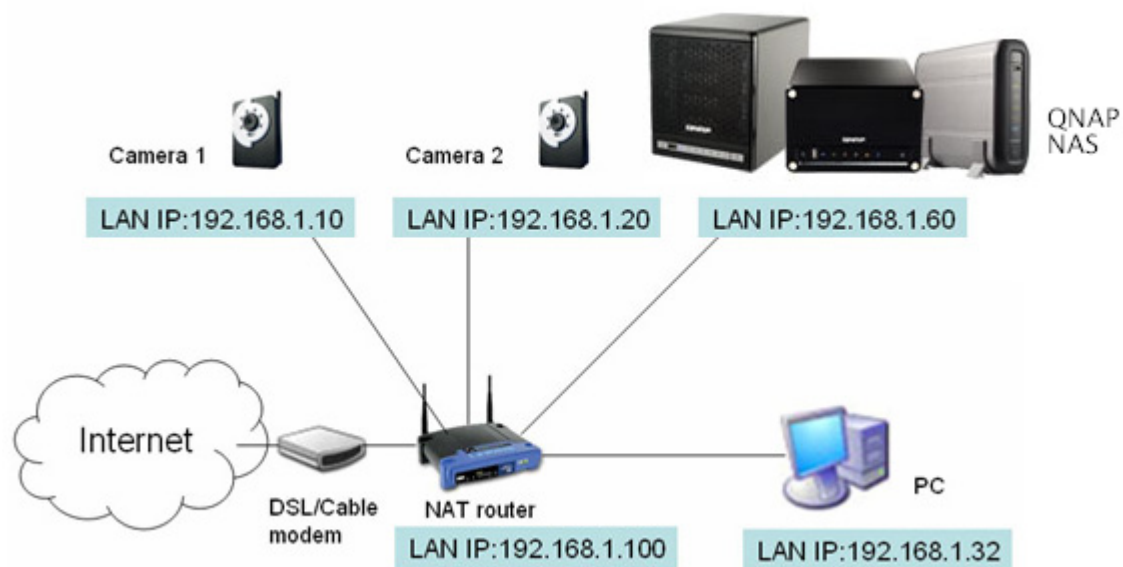 QNAP
NAS
Camera 1
Camera 2
LAN IP:192.168.1.10
LAN IP:192.168.1.20
LAN IP:192.168.1.60
Internet
DSL/Cable
modem
NAT router
PC
LAN IP:192.168.1.100
LAN IP:192.168.1.32